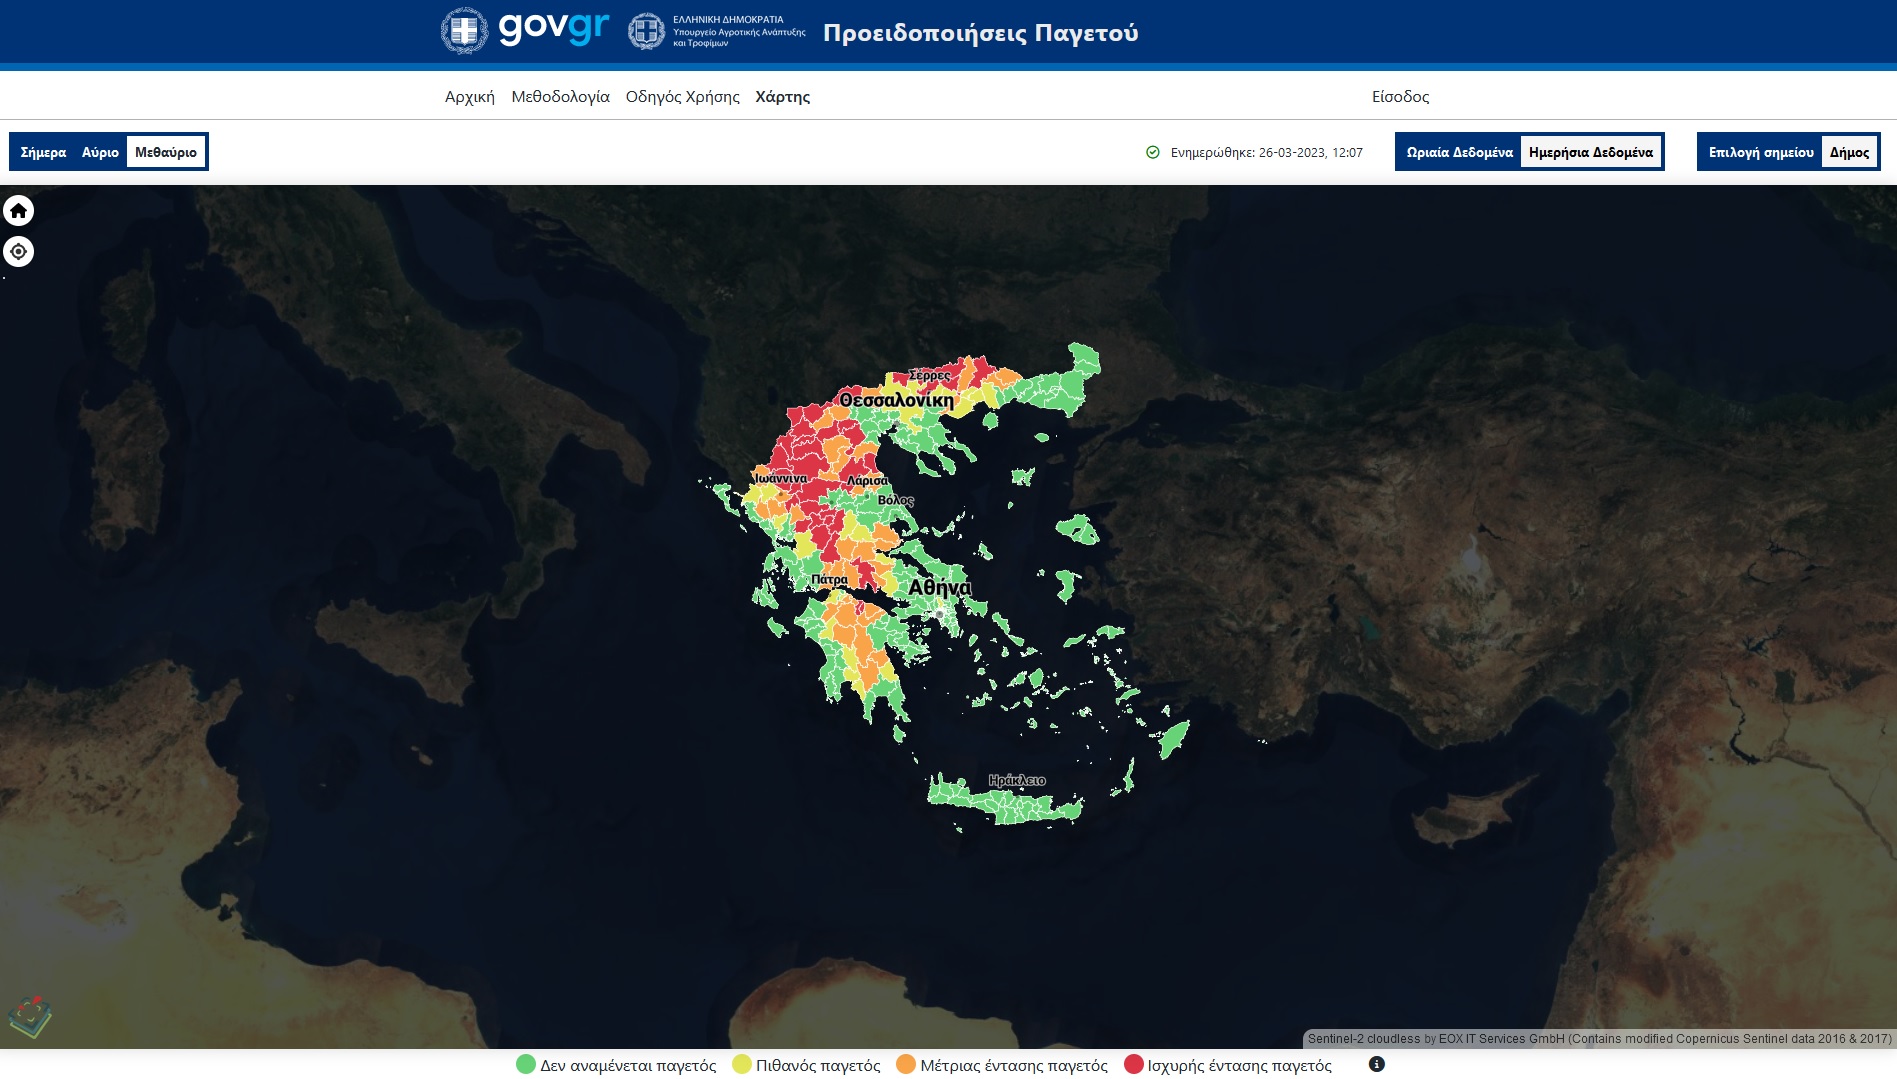 govgr
ΕΛΛΗΝΙΚΗ ΔΗΜΟΚΡΑΤΙΑ
Υπουργείο Αγροτικής Ανάπτυξης
και Τροφίμων
Προειδοποιήσεις Παγετού
Αρχική Μεθοδολογία Οδηγός Χρήσης Χάρτης Είσοδος
Σήμερα Αύριο Μεθαύριο Ενημερώθηκε: 26-03-2023, 12:07 Ωριαία Δεδομένα Ημερήσια Δεδομένα Επιλογή σημείου Δήμος
Σέρρες
Θεσσαλονίκη
Ιωάννινα
Λάρισα
Βόλος
Πάτρα
Αθήνα
Ηράκλειο
Sentinel-2 cloudless by EOX IT Services GmbH (Contains modified Copernicus Sentinel data 2016 & 2017)
Δεν αναμένεται παγετός Πιθανός παγετός Μέτριας έντασης παγετός Ισχυρής έντασης παγετός